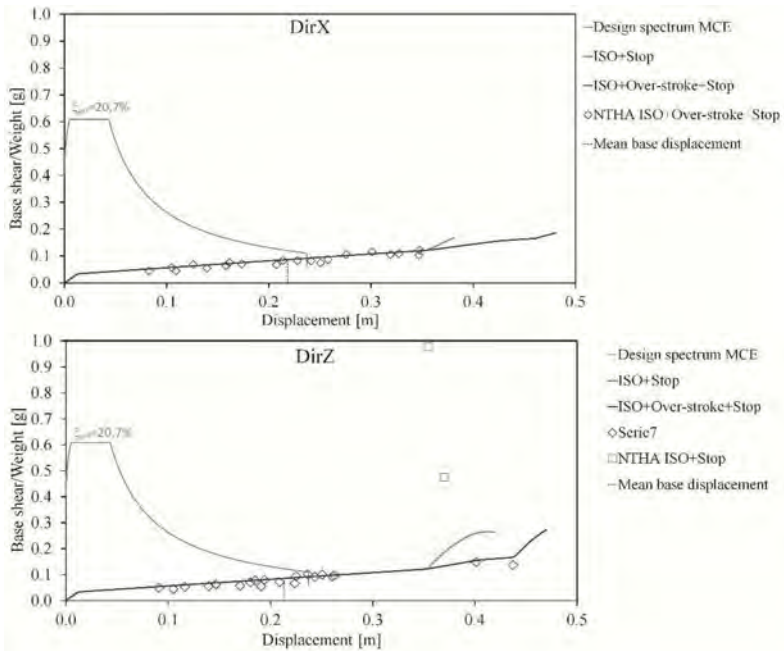 DirX
1.0
0.9
0.8
0.7
0.6
0.5
0.4
0.3
0.2
0.1
0.0
Base shear/Weight [g]
=20,7%
0.0 0.1 0.2 0.3 0.4 0.5
Displacement [m]
Design spectrum MCE
ISO+Stop
ISO+Over-stroke+Stop
NTHA ISO+Over-stroke+Stop
Mean base displacement
DirZ
1.0
0.9
0.8
0.7
0.6
0.5
0.4
0.3
0.2
0.1
0.0
Base shear/Weight [g]
=20,7%
0.0 0.1 0.2 0.3 0.4 0.5
Displacement [m]
Design spectrum MCE
ISO+Stop
ISO+Over-stroke+Stop
Serie7
NTHA ISO+Stop
Mean base displacement